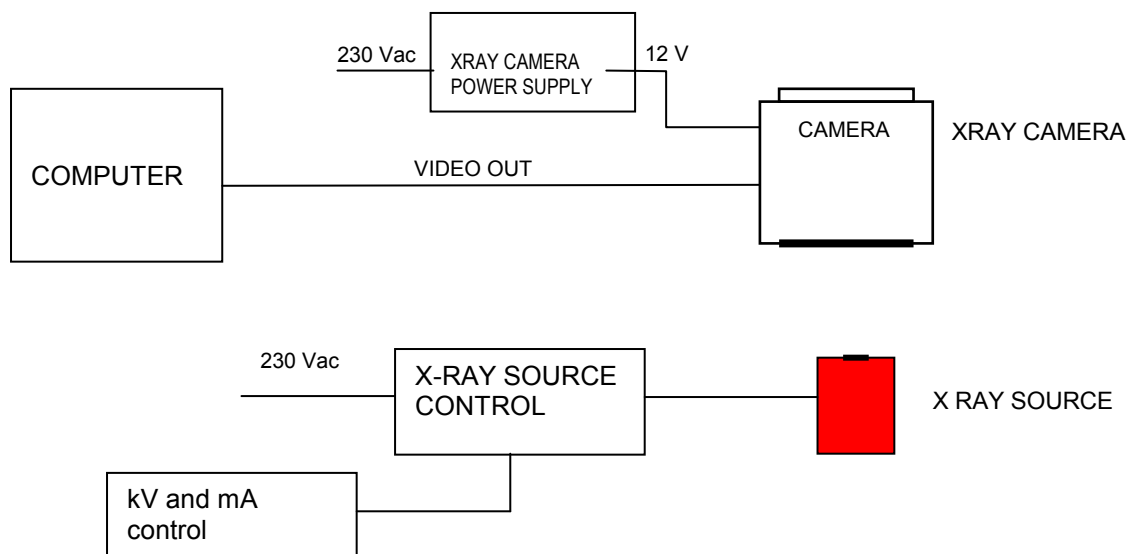 230 Vac
XRAY CAMERA
POWER SUPPLY
12 V
COMPUTER
VIDEO OUT
CAMERA
XRAY CAMERA
230 Vac
X-RAY SOURCE
CONTROL
X RAY SOURCE
kV and mA
control